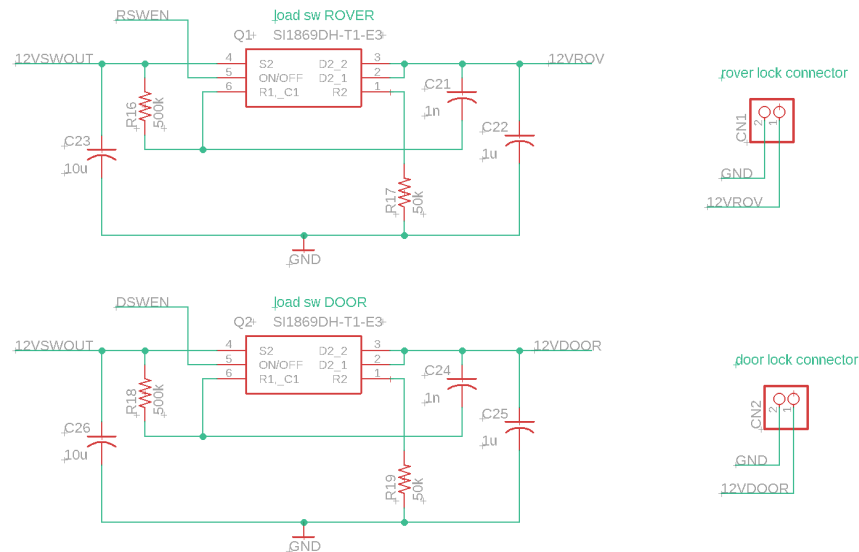 RSWEN
load sw ROVER
Q1
SI1869DH-T1-E3
12VSWOUT
4
5
6
S2
ON/OFF
R1,_C1
D2_2
D2_1
R2
3
2
1
12VROV
R16
500k
C21
1n
C22
1u
C23
10u
R17
50k
GND
rover lock connector
CN1
2
1
GND
12VROV
DSWEN
load sw DOOR
Q2
SI1869DH-T1-E3
12VSWOUT
4
5
6
S2
ON/OFF
R1,_C1
D2_2
D2_1
R2
3
2
1
12VDOOR
R18
500k
C24
1n
C25
1u
C26
10u
R19
50k
GND
door lock connector
CN2
2
1
GND
12VDOOR